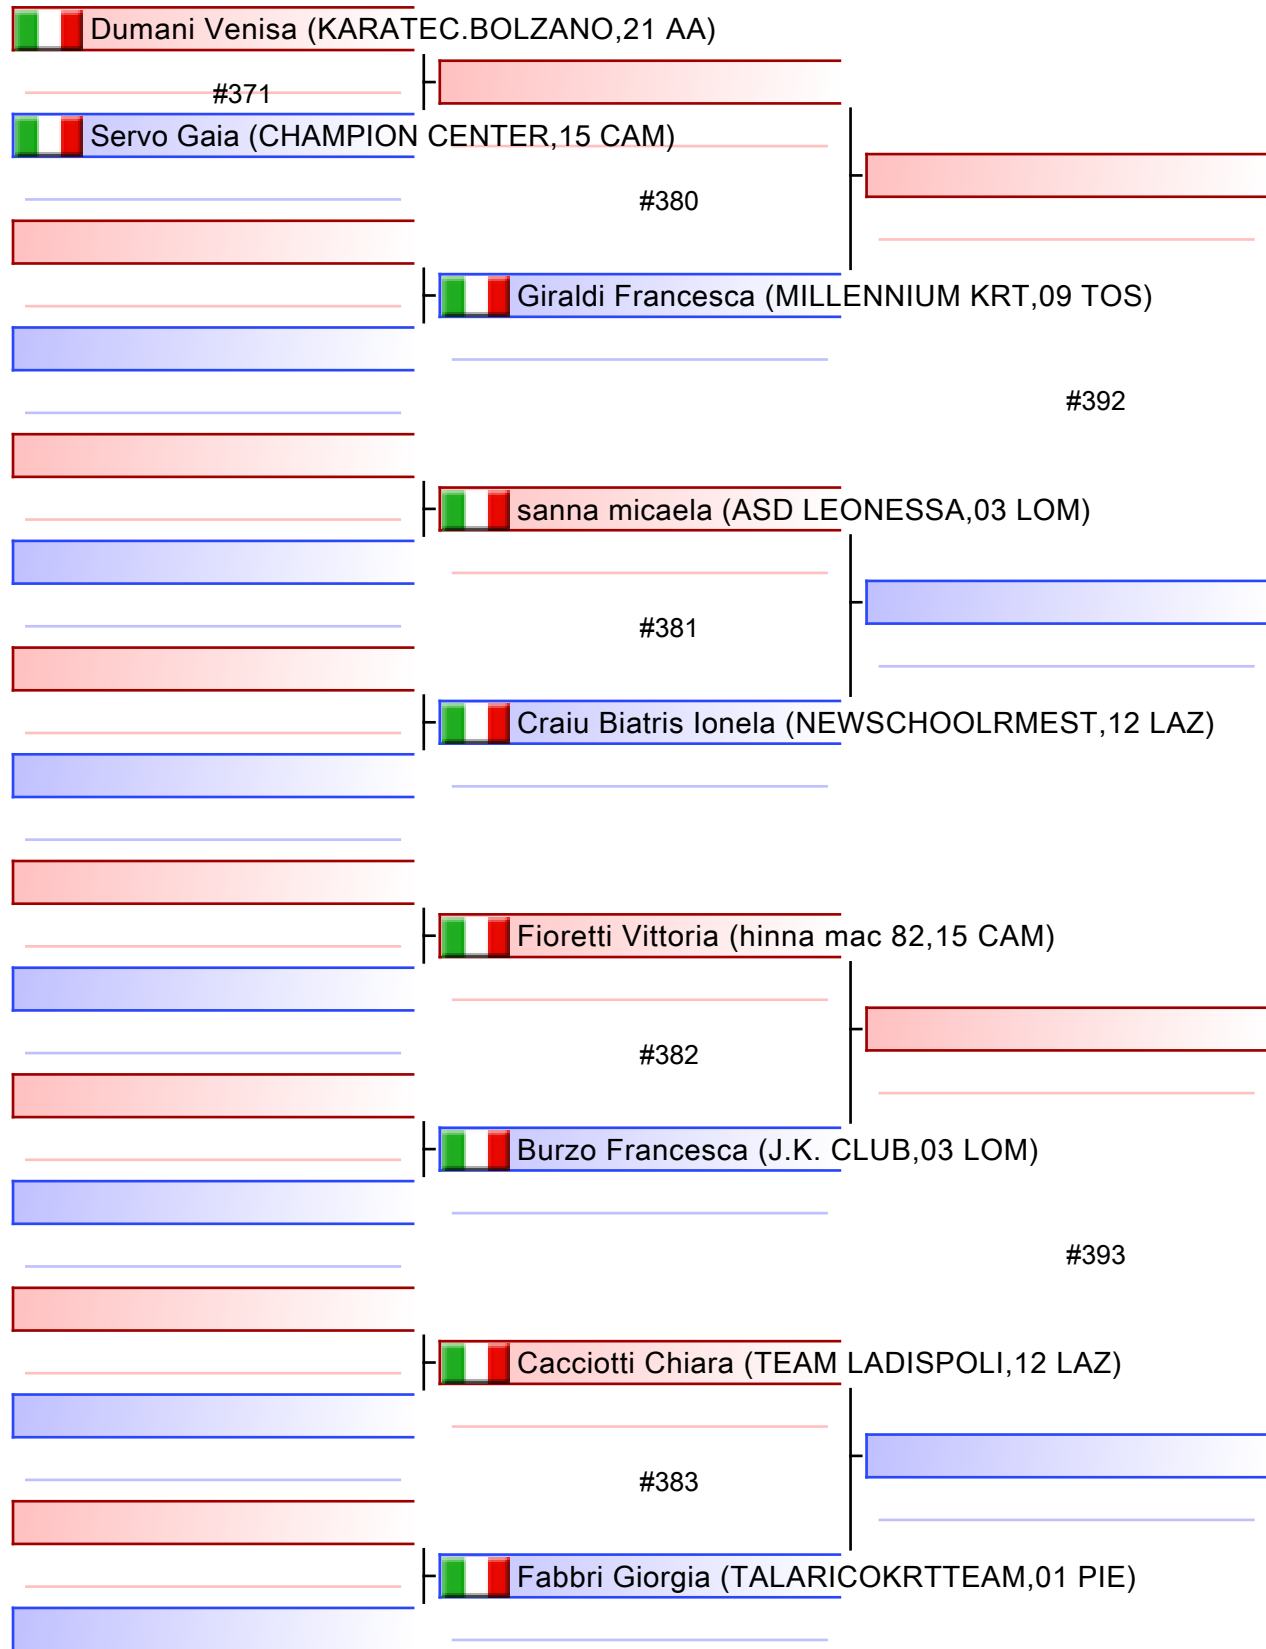 Dumani Venisa (KARATEC.BOLZANO,21 AA)
#371
Servo Gaia (CHAMPION CENTER,15 CAM)
#380
Giraldi Francesca (MILLENNIUM KRT,09 TOS)
#392
sanna micaela (ASD LEONESSA,03 LOM)
#381
Craiu Biatris Ionela (NEWSCHOOLRMEST,12 LAZ)
Fioretti Vittoria (hinna mac 82,15 CAM)
#382
Burzo Francesca (J.K. CLUB,03 LOM)
#393
Cacciotti Chiara (TEAM LADISPOLI,12 LAZ)
#383
Fabbri Giorgia (TALARICOKRTTEAM,01 PIE)